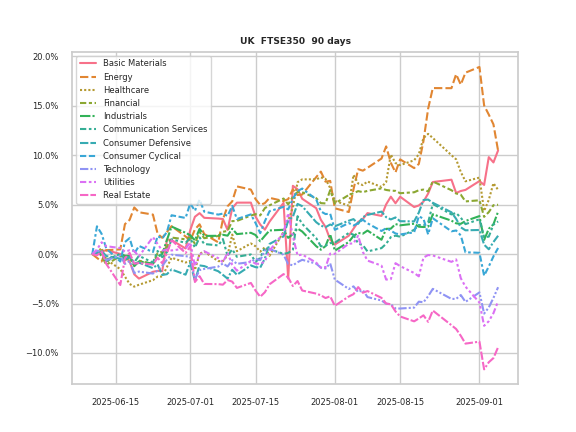 UK  FTSE350  90 days
20.0%
15.0%
10.0%
5.0%
0.0%
−5.0%
−10.0%
Basic Materials
Energy
Healthcare
Financial
Industrials
Communication Services
Consumer Defensive
Consumer Cyclical
Technology
Utilities
Real Estate
2025-06-15 2025-07-01 2025-07-15 2025-08-01 2025-08-15 2025-09-01